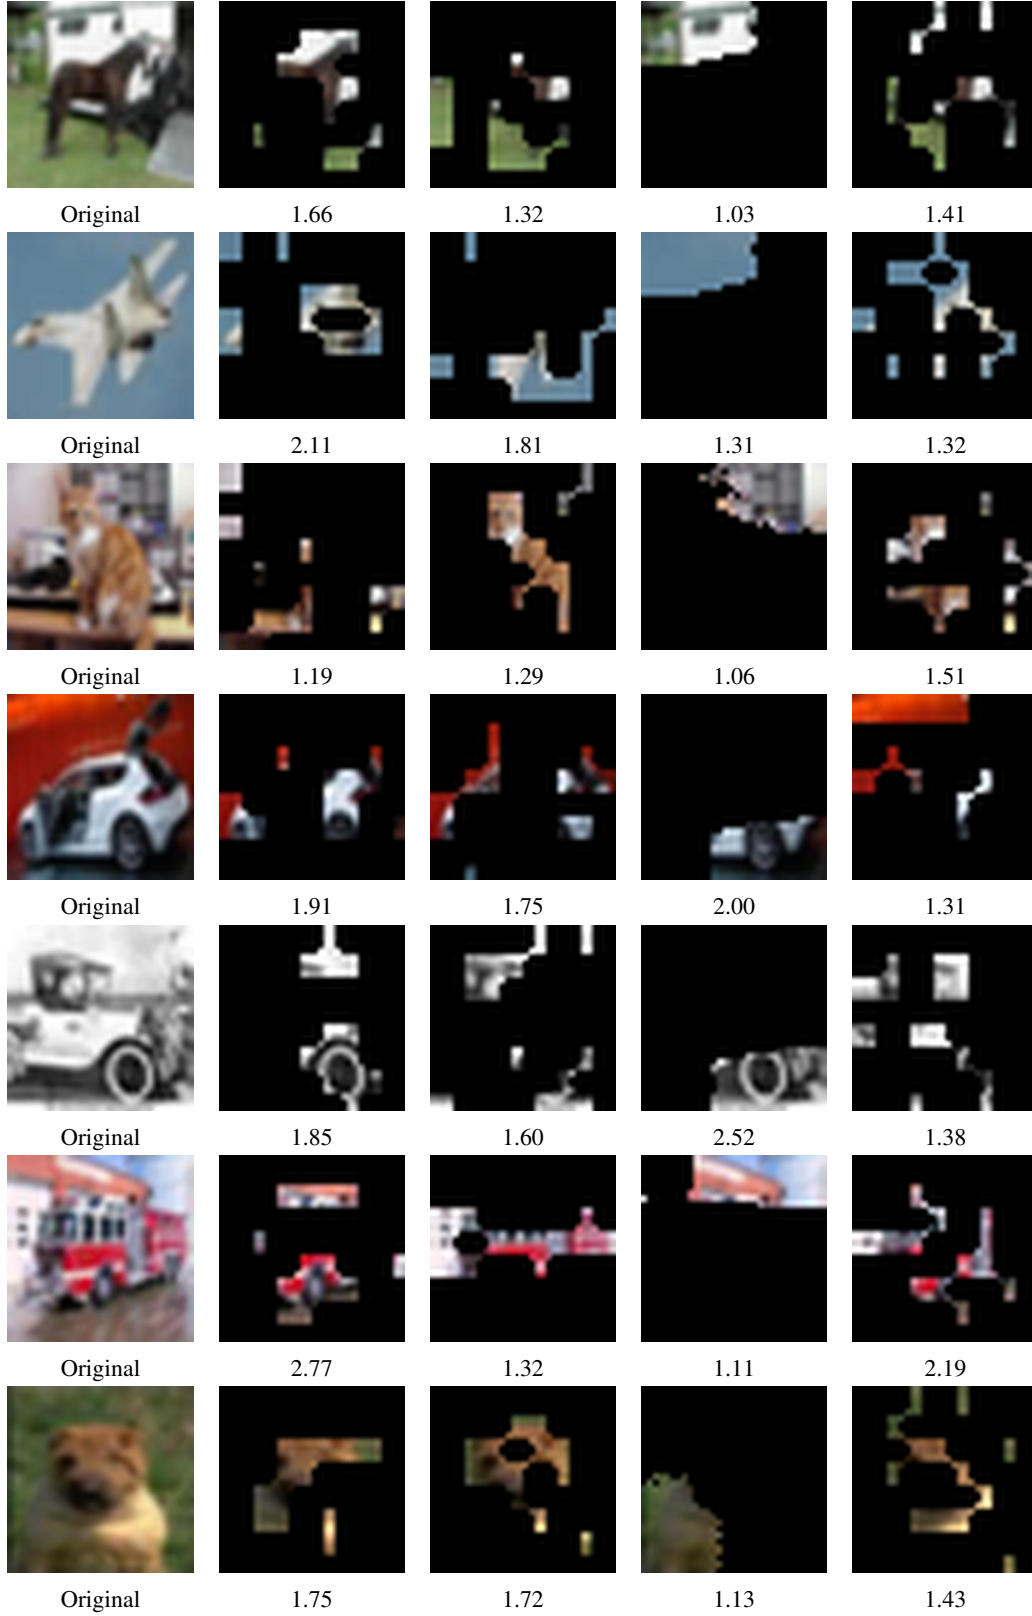 Original 1.66 1.32 1.03 1.41
Original 2.11 1.81 1.31 1.32
Original 1.19 1.29 1.06 1.51
Original 1.91 1.75 2.00 1.31
Original 1.85 1.60 2.52 1.38
Original 2.77 1.32 1.11 2.19
Original 1.75 1.72 1.13 1.43